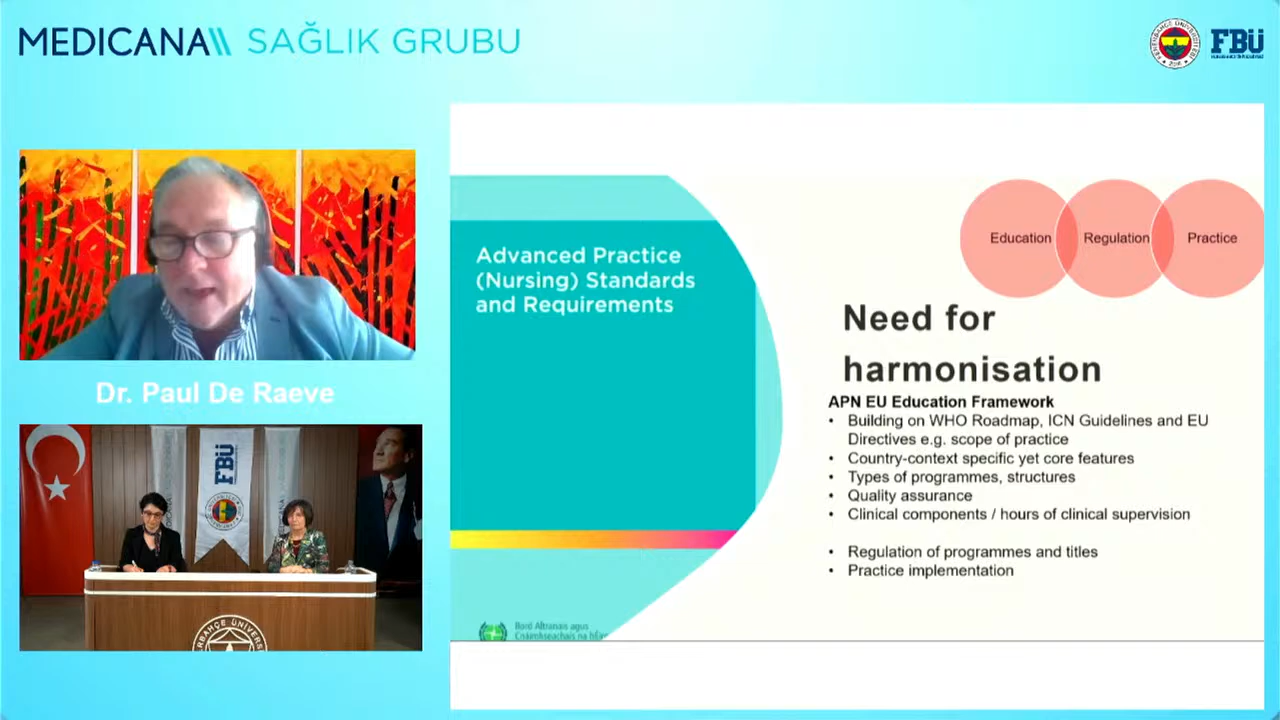 MEDICANA SAĞLIK GRUBU
FBÜ
Dr. Paul De Raeve
FBÜ
Advanced Practice
(Nursing) Standards
and Requirements
Bord Altranais agus
Cnáimhseachais na
Education Regulation Practice
Need for
harmonisation
APN EU Education Framework
• Building on WHO Roadmap, ICN Guidelines and EU
Directives e.g. scope of practice
• Country-context specific yet core features
• Types of programmes, structures
• Quality assurance
• Clinical components / hours of clinical supervision
• Regulation of programmes and titles
• Practice implementation